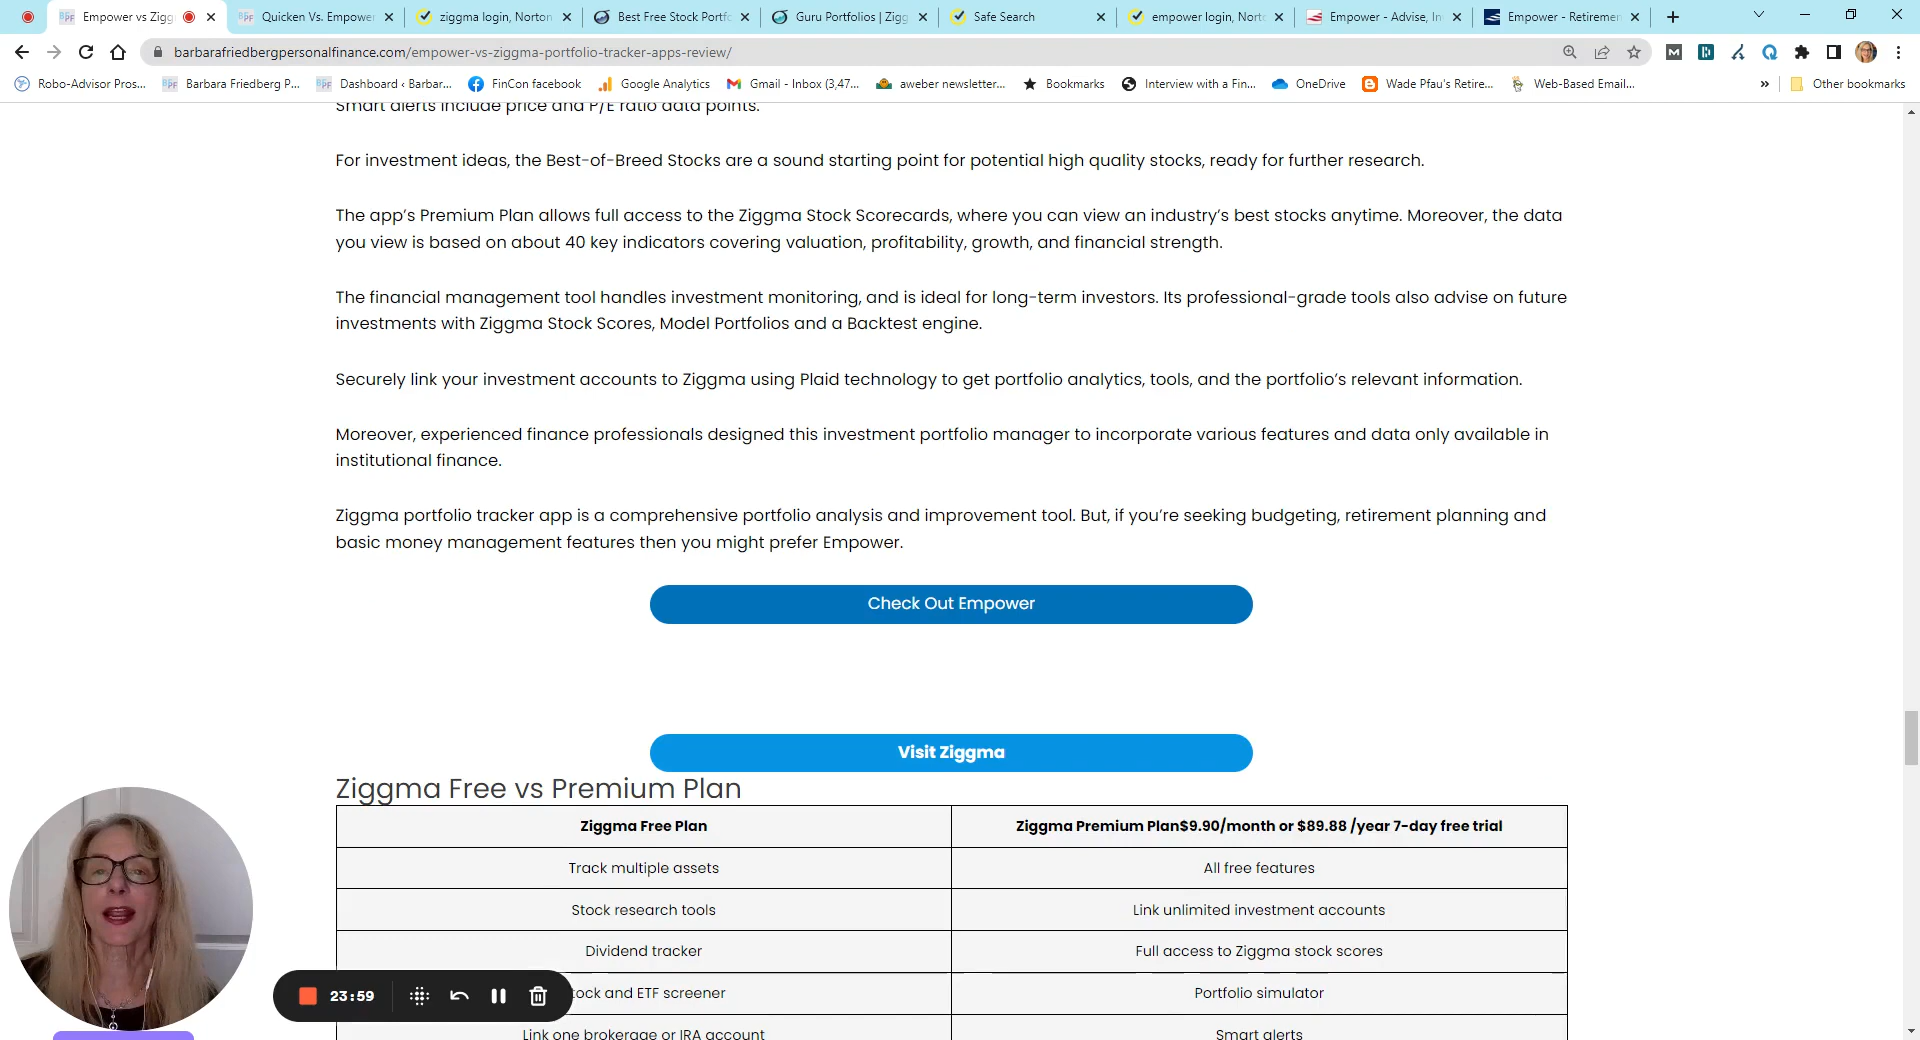 Empower vs Zigg
Quicken Vs. Empower
ziggma login, Norton
Best Free Stock Portfo
Guru Portfolios | Zigg
Safe Search
empower login, Norto
Empower - Advise, In
Empower - Retiremen
barbarafriedbergpersonalfinance.com/empower-vs-ziggma-portfolio-tracker-apps-review/
Robo-Advisor Pros...
Barbara Friedberg P...
Dashboard ‹ Barbar...
FinCon facebook
Google Analytics
Gmail - Inbox (3,47...
aweber newsletter...
Bookmarks
Interview with a Fin...
OneDrive
Wade Pfau's Retire...
Web-Based Email...
»
Other bookmarks
Smart alerts include price and P/E ratio data points.
For investment ideas, the Best-of-Breed Stocks are a sound starting point for potential high quality stocks, ready for further research.
The app's Premium Plan allows full access to the Ziggma Stock Scorecards, where you can view an industry's best stocks anytime. Moreover, the data
you view is based on about 40 key indicators covering valuation, profitability, growth, and financial strength.
The financial management tool handles investment monitoring, and is ideal for long-term investors. Its professional-grade tools also advise on future
investments with Ziggma Stock Scores, Model Portfolios and a Backtest engine.
Securely link your investment accounts to Ziggma using Plaid technology to get portfolio analytics, tools, and the portfolio's relevant information.
Moreover, experienced finance professionals designed this investment portfolio manager to incorporate various features and data only available in
institutional finance.
Ziggma portfolio tracker app is a comprehensive portfolio analysis and improvement tool. But, if you're seeking budgeting, retirement planning and
basic money management features then you might prefer Empower.
Check Out Empower
Visit Ziggma
Ziggma Free vs Premium Plan
Ziggma Free Plan
Ziggma Premium Plan$9.90/month or $89.88 /year 7-day free trial
Track multiple assets
All free features
Stock research tools
Link unlimited investment accounts
Dividend tracker
Full access to Ziggma stock scores
tock and ETF screener
Portfolio simulator
Link one brokerage or IRA account
Smart alerts
23:59